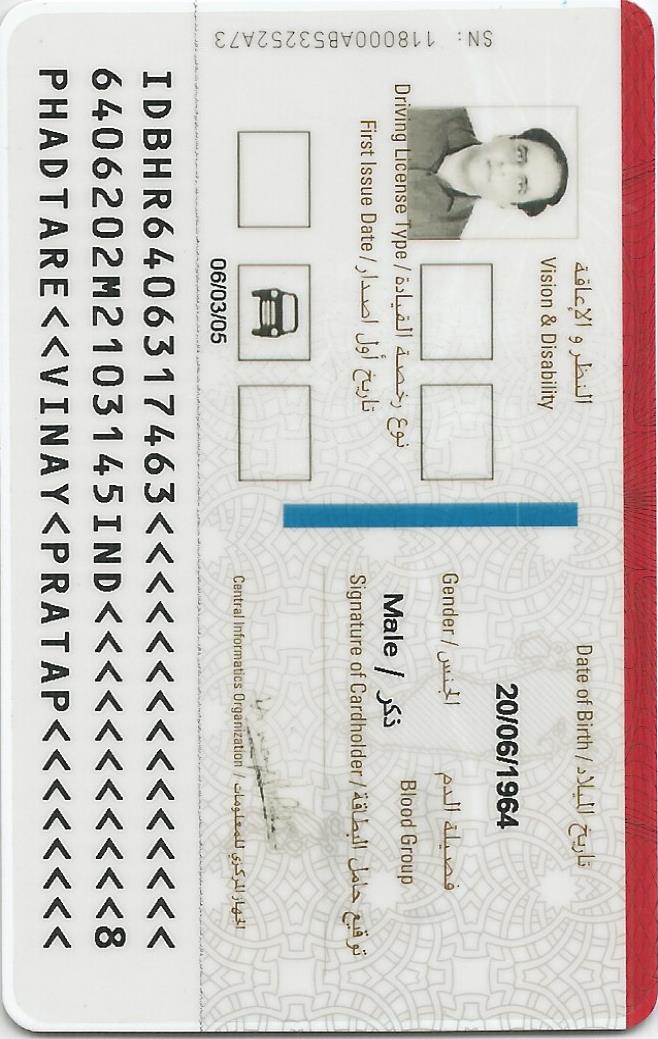 SN: 118000AB53252A73
النظر و الإعاقة
Vision & Disability
تاريخ الميلاد / Date of Birth
20/06/1964
Driving License Type / نوع رخصة القيادة
First Issue Date / تاريخ أول اصدار
06/03/05
Gender / الجنس
Male / ذكر
فصيلة الدم
Blood Group
Signature of Cardholder / توقيع حامل البطاقة
Central Informatics Organization / الجهاز المركزي للمعلومات
IDBHR6406317463<<<<<<<<<<<<<<<
6406202M2103145IND<<<<<<<<<<<8
PHADTARE<<VINAY<PRATAP<<<<<<<<